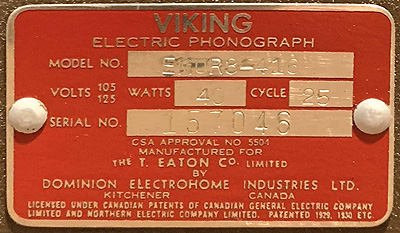 VIKING
ELECTRIC PHONOGRAPH
MODEL NO.
VOLTS 105 125 WATTS 40 CYCLE 25-
SERIAL NO. 157046
CSA APPROVAL NO 5504
MANUFACTURED FOR
THE T. EATON CO. LIMITED
BY
DOMINION ELECTROHOME INDUSTRIES LTD.
KITCHENER CANADA
LICENSED UNDER CANADIAN PATENTS OF CANADIAN GENERAL ELECTRIC COMPANY
LIMITED AND NORTHERN ELECTRIC COMPANY LIMITED. PATENTED 1929, 1930 ETC.